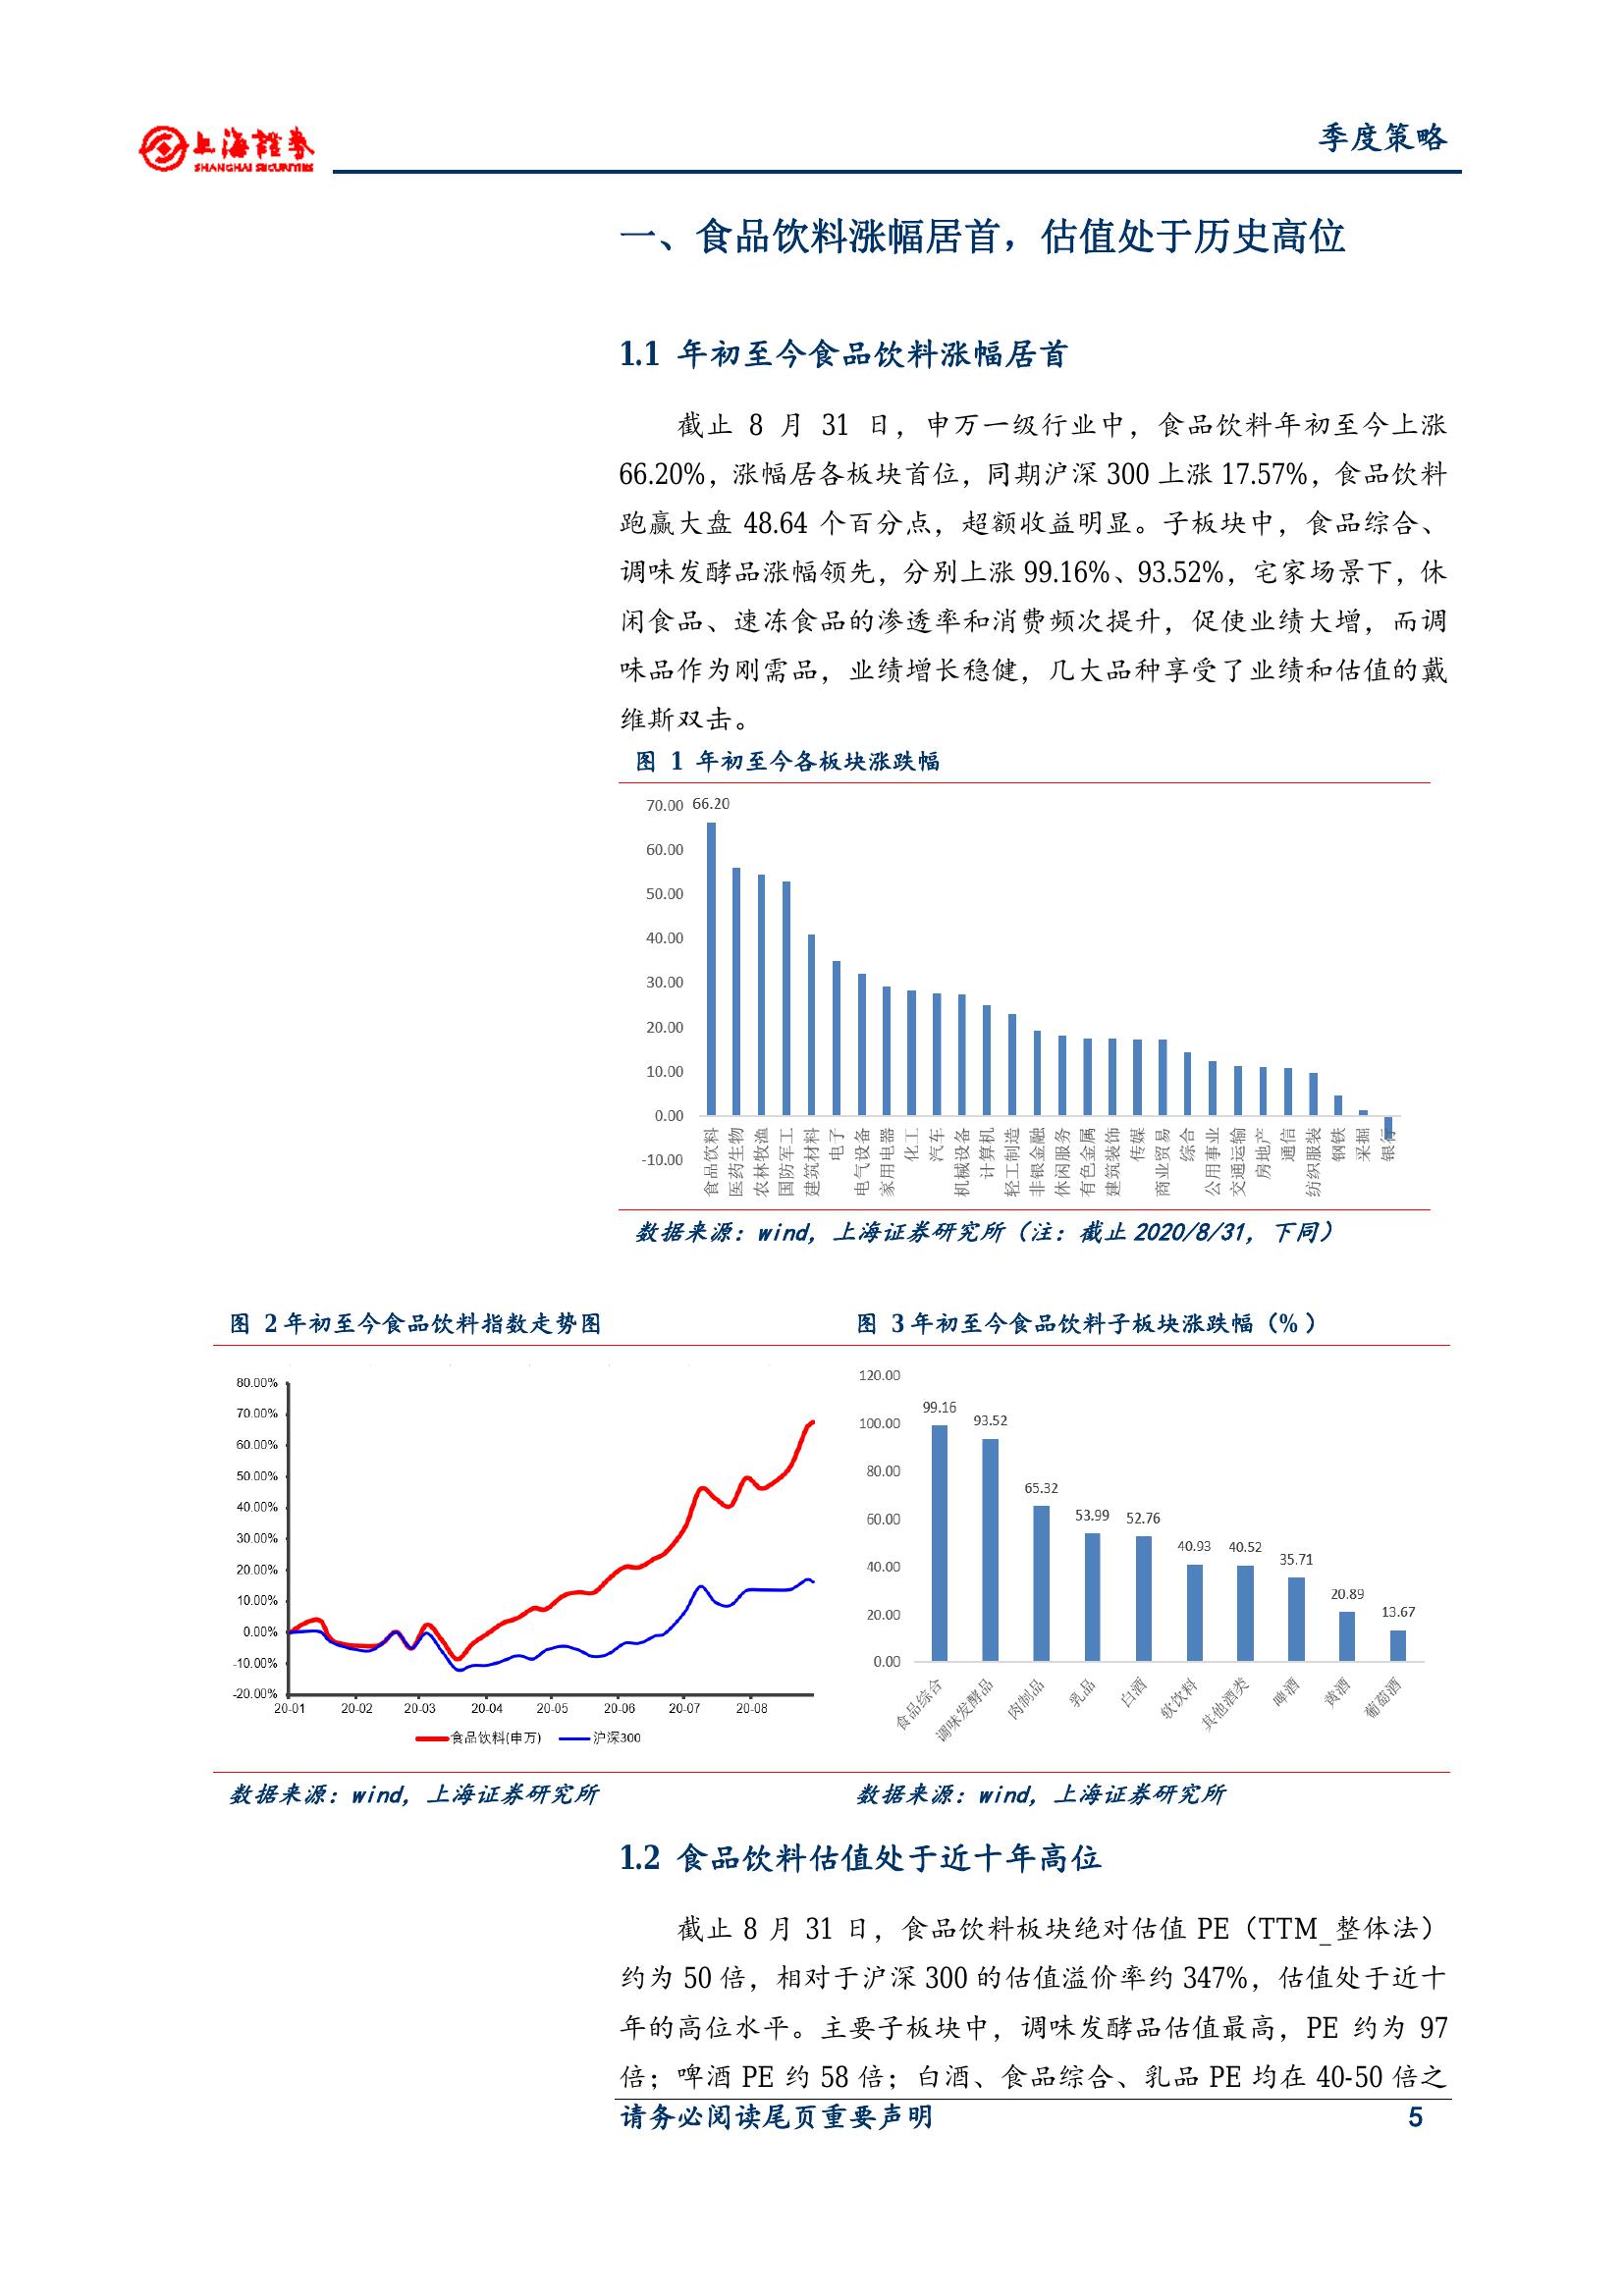 上海證券
SHANGHAI SECURITIES
季度策略
一、食品饮料涨幅居首，估值处于历史高位
1.1 年初至今食品饮料涨幅居首
截止 8 月 31 日，申万一级行业中，食品饮料年初至今上涨
66.20%，涨幅居各板块首位，同期沪深 300 上涨 17.57%，食品饮料
跑赢大盘 48.64 个百分点，超额收益明显。子板块中，食品综合、
调味发酵品涨幅领先，分别上涨 99.16%、93.52%，宅家场景下，休
闲食品、速冻食品的渗透率和消费频次提升，促使业绩大增，而调
味品作为刚需品，业绩增长稳健，几大品种享受了业绩和估值的戴
维斯双击。
图 1 年初至今各板块涨跌幅
70.00
66.20
60.00
50.00
40.00
30.00
20.00
10.00
0.00
-10.00
食品饮料
医药生物
农林牧渔
国防军工
建筑材料
电子
电气设备
家用电器
化工
汽车
机械设备
计算机
轻工制造
非银金融
休闲服务
有色金属
建筑装饰
传媒
商业贸易
综合
公用事业
交通运输
房地产
通信
纺织服装
钢铁
采掘
银行
数据来源：wind，上海证券研究所（注：截止 2020/8/31，下同）
图 2 年初至今食品饮料指数走势图
80.00%
70.00%
60.00%
50.00%
40.00%
30.00%
20.00%
10.00%
0.00%
-10.00%
-20.00%
20-01
20-02
20-03
20-04
20-05
20-06
20-07
20-08
食品饮料(申万)
沪深300
数据来源：wind，上海证券研究所
图 3 年初至今食品饮料子板块涨跌幅（%）
120.00
100.00
80.00
60.00
40.00
20.00
0.00
99.16
93.52
65.32
53.99
52.76
40.93
40.52
35.71
20.89
13.67
食品综合
调味发酵品
肉制品
乳品
白酒
软饮料
其他酒类
啤酒
黄酒
葡萄酒
数据来源：wind，上海证券研究所
1.2 食品饮料估值处于近十年高位
截止 8 月 31 日，食品饮料板块绝对估值 PE（TTM_整体法）
约为 50 倍，相对于沪深 300 的估值溢价率约 347%，估值处于近十
年的高位水平。主要子板块中，调味发酵品估值最高，PE 约为 97
倍；啤酒 PE 约 58 倍；白酒、食品综合、乳品 PE 均在 40-50 倍之
请务必阅读尾页重要声明
5